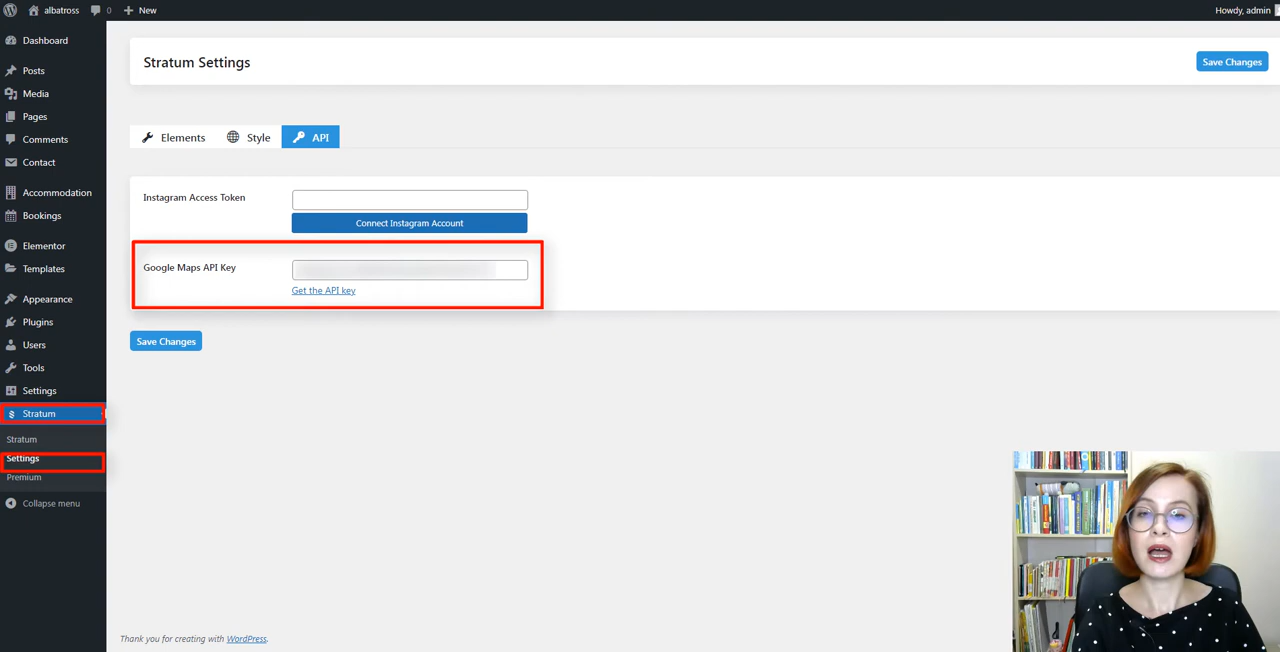 albatross 0 New Howdy, admin
Dashboard
Posts
Media
Pages
Comments
Contact
Accommodation
Bookings
Elementor
Templates
Appearance
Plugins
Users
Tools
Settings
Stratum
Stratum
Settings
Premium
Collapse menu
Stratum Settings
Save Changes
Elements Style API
Instagram Access Token
Connect Instagram Account
Google Maps API Key
Get the API key
Save Changes
Thank you for creating with WordPress.